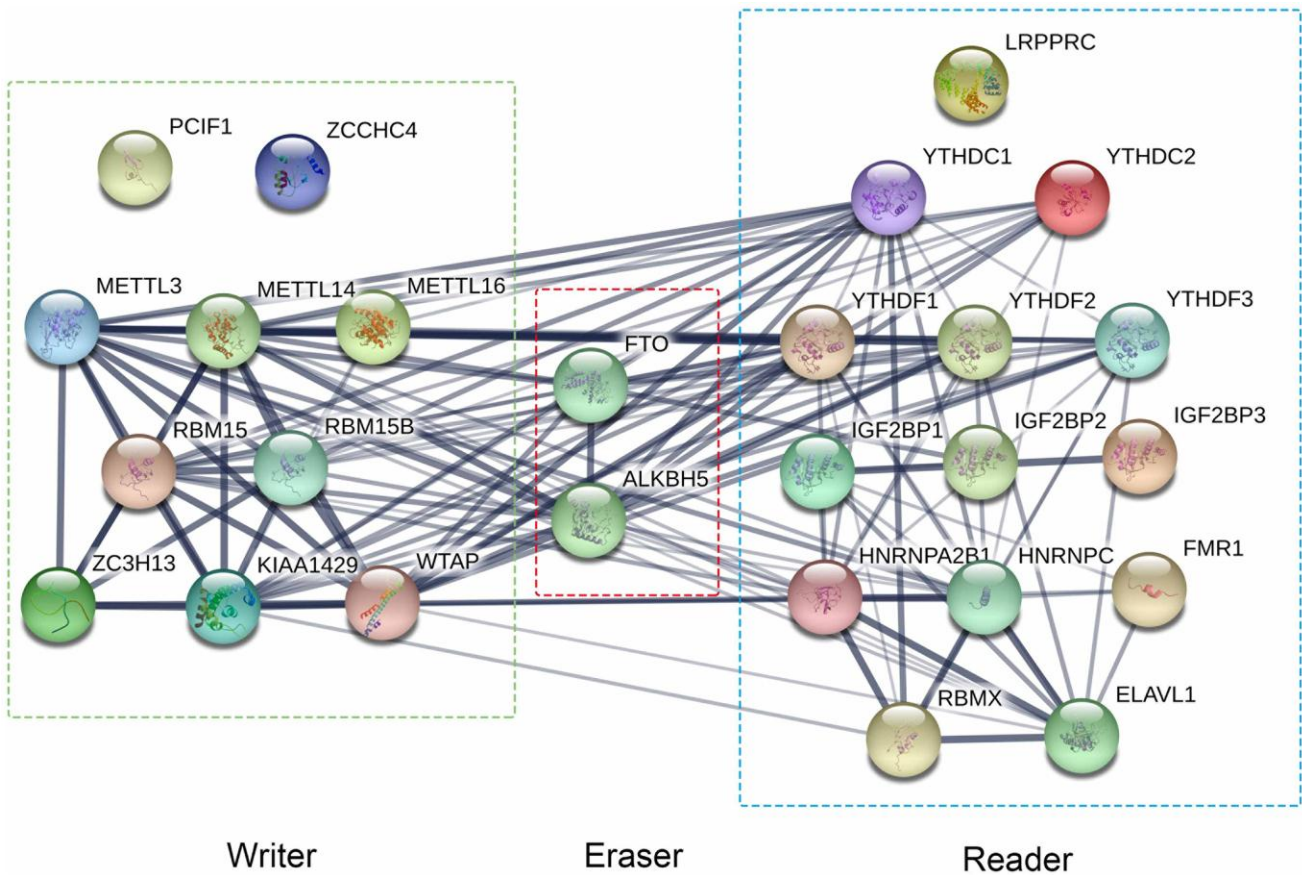 LRPPRC
PCIF1
ZCCHC4
YTHDC1
YTHDC2
METTL3
METTL14
METTL16
YTHDF1
YTHDF2
YTHDF3
FTO
RBM15
RBM15B
IGF2BP1
IGF2BP2
IGF2BP3
ALKBH5
ZC3H13
KIAA1429
WTAP
HNRNPA2B1
HNRNPC
FMR1
RBMX
ELAVL1
Writer
Eraser
Reader